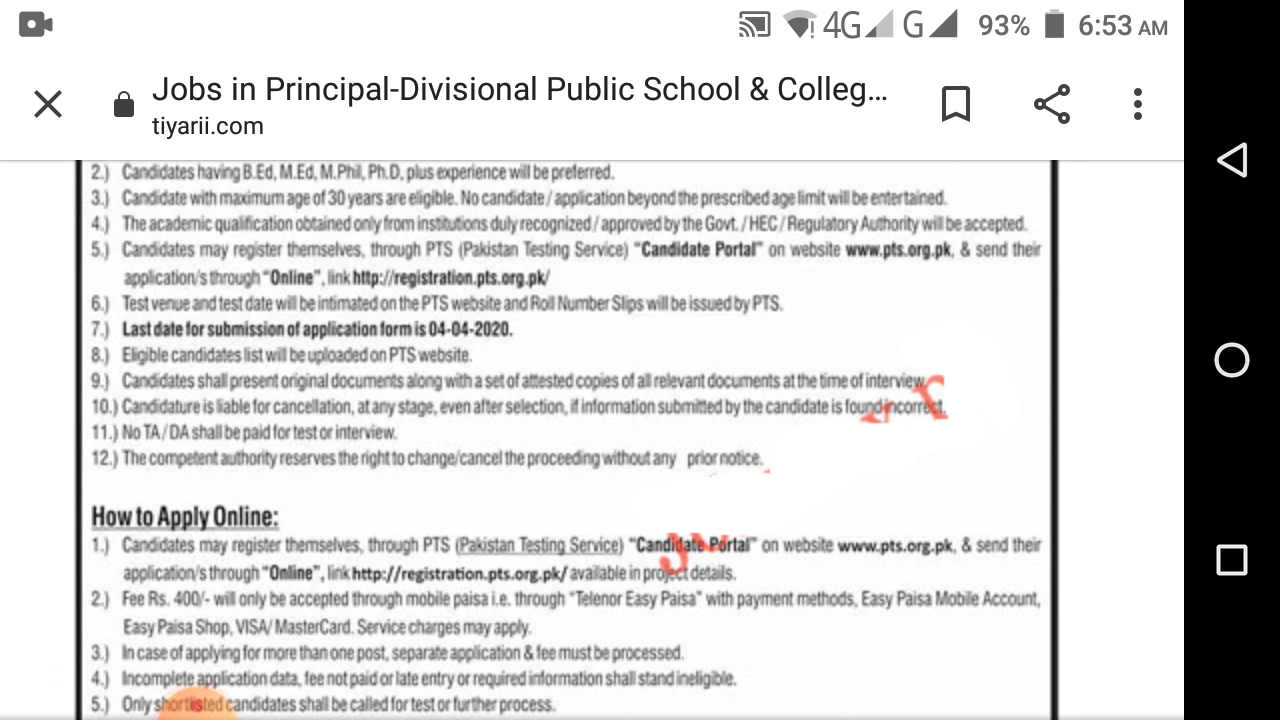 4G G 93% 6:53 AM
Jobs in Principal-Divisional Public School & Colleg...
tiyarii.com
2.) Candidates having B.Ed, M.Ed, M.Phil, Ph.D, plus experience will be preferred.
3.) Candidate with maximum age of 30 years are eligible. No candidate / application beyond the prescribed age limit will be entertained.
4.) The academic qualification obtained only from institutions duly recognized / approved by the Govt. / HEC / Regulatory Authority will be accepted.
5.) Candidates may register themselves, through PTS (Pakistan Testing Service) "Candidate Portal" on website www.pts.org.pk, & send their
application/s through "Online", link http://registration.pts.org.pk/
6.) Test venue and test date will be intimated on the PTS website and Roll Number Slips will be issued by PTS.
7.) Last date for submission of application form is 04-04-2020.
8.) Eligible candidates list will be uploaded on PTS website.
9.) Candidates shall present original documents along with a set of attested copies of all relevant documents at the time of interview.
10.) Candidature is liable for cancellation, at any stage, even after selection, if information submitted by the candidate is found incorrect.
11.) No TA / DA shall be paid for test or interview.
12.) The competent authority reserves the right to change/cancel the proceeding without any prior notice.
How to Apply Online:
1.) Candidates may register themselves, through PTS (Pakistan Testing Service) "Candidate Portal" on website www.pts.org.pk, & send their
application/s through "Online", link http://registration.pts.org.pk/ available in project details.
2.) Fee Rs. 400/- will only be accepted through mobile paisa i.e. through "Telenor Easy Paisa" with payment methods, Easy Paisa Mobile Account,
Easy Paisa Shop, VISA/ MasterCard. Service charges may apply.
3.) In case of applying for more than one post, separate application & fee must be processed.
4.) Incomplete application data, fee not paid or late entry or required information shall stand ineligible.
5.) Only shortlisted candidates shall be called for test or further process.